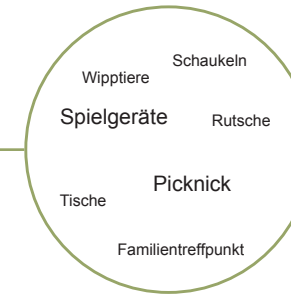 Schaukeln
Wipptiere
Spielgeräte
Rutsche
Picknick
Tische
Familientreffpunkt